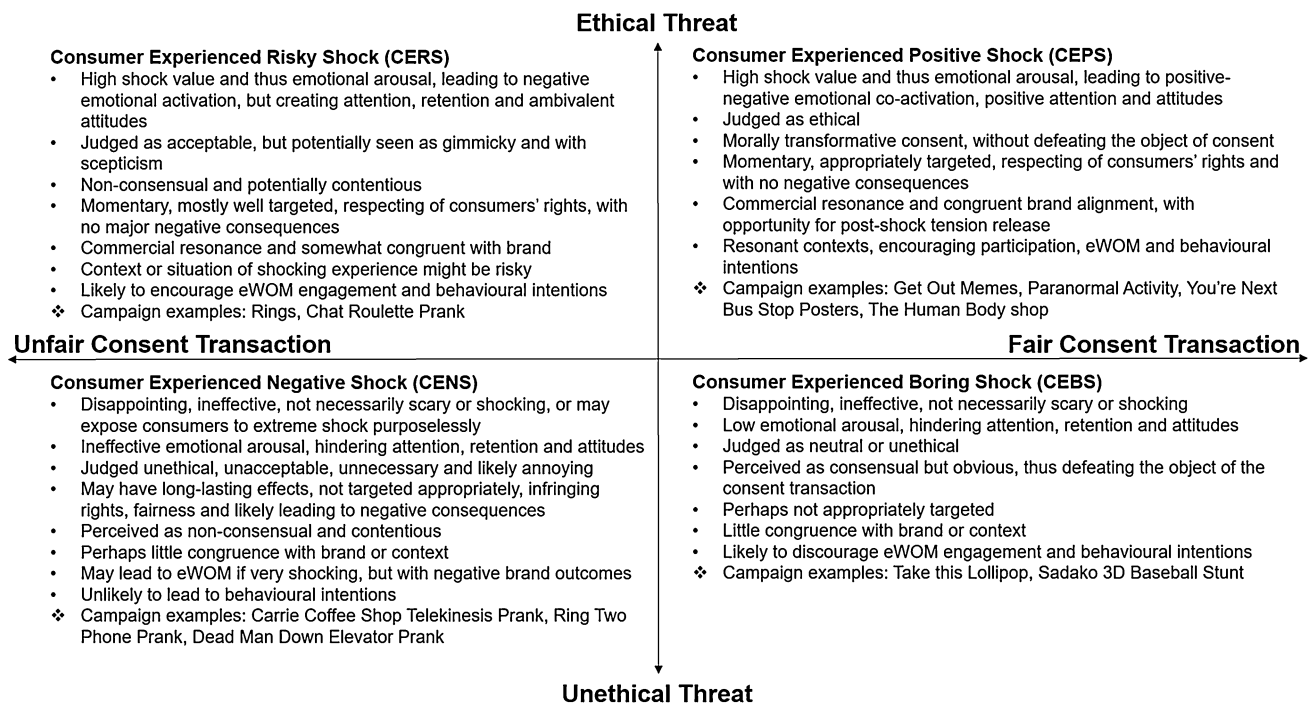 Ethical Threat
Consumer Experienced Risky Shock (CERS)
• High shock value and thus emotional arousal, leading to negative
emotional activation, but creating attention, retention and ambivalent
attitudes
• Judged as acceptable, but potentially seen as gimmicky and with
scepticism
• Non-consensual and potentially contentious
• Momentary, mostly well targeted, respecting of consumers’ rights, with
no major negative consequences
• Commercial resonance and somewhat congruent with brand
• Context or situation of shocking experience might be risky
• Likely to encourage eWOM engagement and behavioural intentions
❖ Campaign examples: Rings, Chat Roulette Prank
Consumer Experienced Positive Shock (CEPS)
• High shock value and thus emotional arousal, leading to positive-
negative emotional co-activation, positive attention and attitudes
• Judged as ethical
• Morally transformative consent, without defeating the object of consent
• Momentary, appropriately targeted, respecting of consumers’ rights and
with no negative consequences
• Commercial resonance and congruent brand alignment, with
opportunity for post-shock tension release
• Resonant contexts, encouraging participation, eWOM and behavioural
intentions
❖ Campaign examples: Get Out Memes, Paranormal Activity, You’re Next
Bus Stop Posters, The Human Body shop
Unfair Consent Transaction
Fair Consent Transaction
Consumer Experienced Negative Shock (CENS)
• Disappointing, ineffective, not necessarily scary or shocking, or may
expose consumers to extreme shock purposelessly
• Ineffective emotional arousal, hindering attention, retention and attitudes
• Judged unethical, unacceptable, unnecessary and likely annoying
• May have long-lasting effects, not targeted appropriately, infringing
rights, fairness and likely leading to negative consequences
• Perceived as non-consensual and contentious
• Perhaps little congruence with brand or context
• May lead to eWOM if very shocking, but with negative brand outcomes
• Unlikely to lead to behavioural intentions
❖ Campaign examples: Carrie Coffee Shop Telekinesis Prank, Ring Two
Phone Prank, Dead Man Down Elevator Prank
Consumer Experienced Boring Shock (CEBS)
• Disappointing, ineffective, not necessarily scary or shocking
• Low emotional arousal, hindering attention, retention and attitudes
• Judged as neutral or unethical
• Perceived as consensual but obvious, thus defeating the object of the
consent transaction
• Perhaps not appropriately targeted
• Little congruence with brand or context
• Likely to discourage eWOM engagement and behavioural intentions
❖ Campaign examples: Take this Lollipop, Sadako 3D Baseball Stunt
Unethical Threat